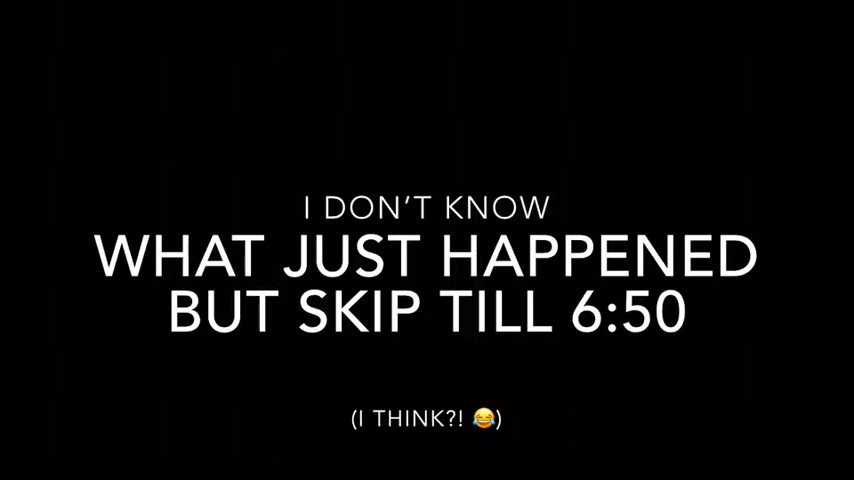 I DON’T KNOW
WHAT JUST HAPPENED
BUT SKIP TILL 6:50
(I THINK?! 😂)